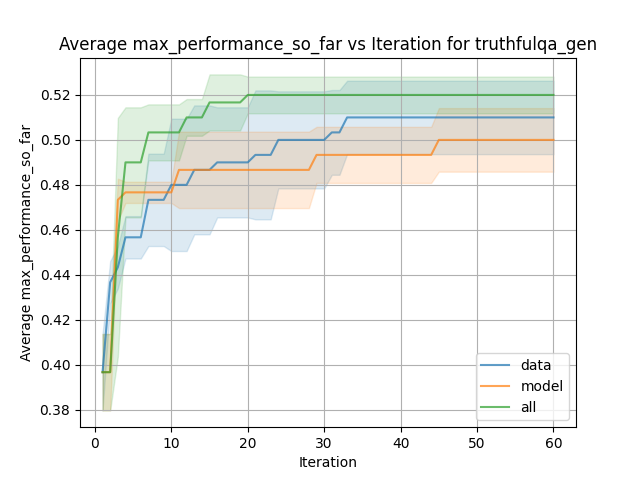 Average max_performance_so_far vs Iteration for truthfulqa_gen
Average max_performance_so_far
0.52
0.50
0.48
0.46
0.44
0.42
0.40
0.38
data
model
all
0 10 20 30 40 50 60
Iteration